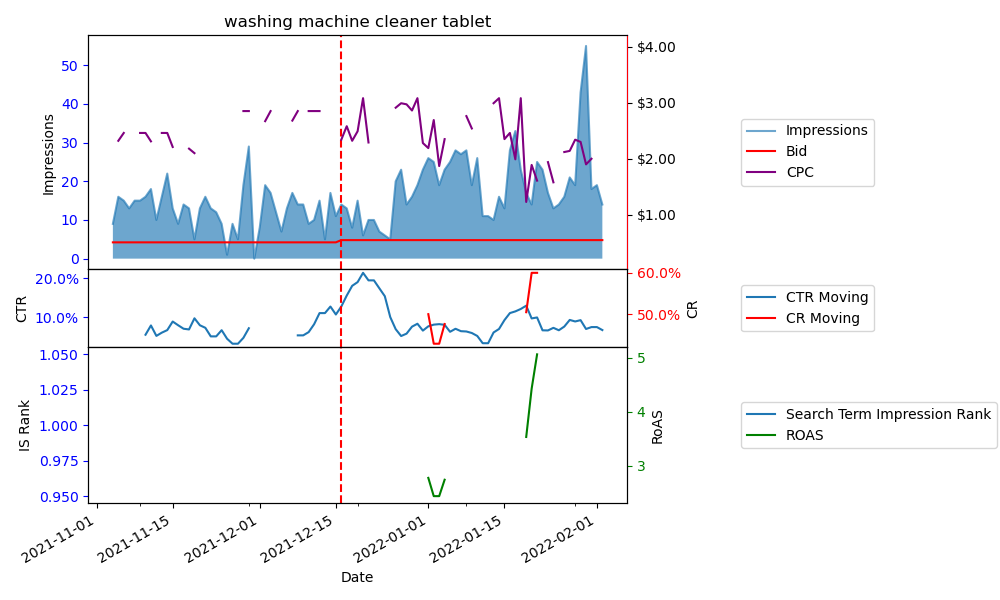 washing machine cleaner tablet
Impressions
50
40
30
20
10
0
$4.00
$3.00
$2.00
$1.00
Impressions
Bid
CPC
CTR
20.0%
10.0%
60.0%
50.0%
CR
CTR Moving
CR Moving
IS Rank
1.050
1.025
1.000
0.975
0.950
5
4
3
RoAS
Search Term Impression Rank
ROAS
2021-11-01
2021-11-15
2021-12-01
2021-12-15
2022-01-01
2022-01-15
2022-02-01
Date